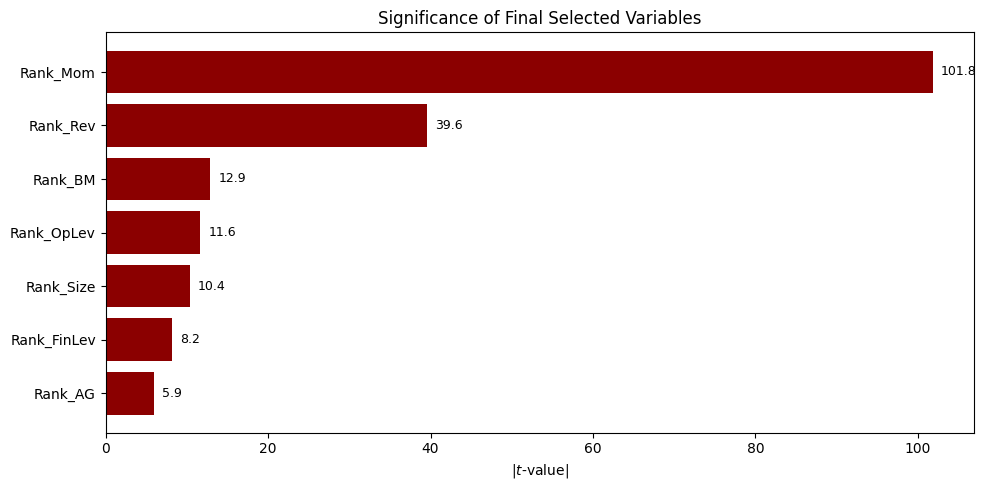 Significance of Final Selected Variables
Rank_Mom 101.8
Rank_Rev 39.6
Rank_BM 12.9
Rank_OpLev 11.6
Rank_Size 10.4
Rank_FinLev 8.2
Rank_AG 5.9
0 20 40 60 80 100
|t-value|